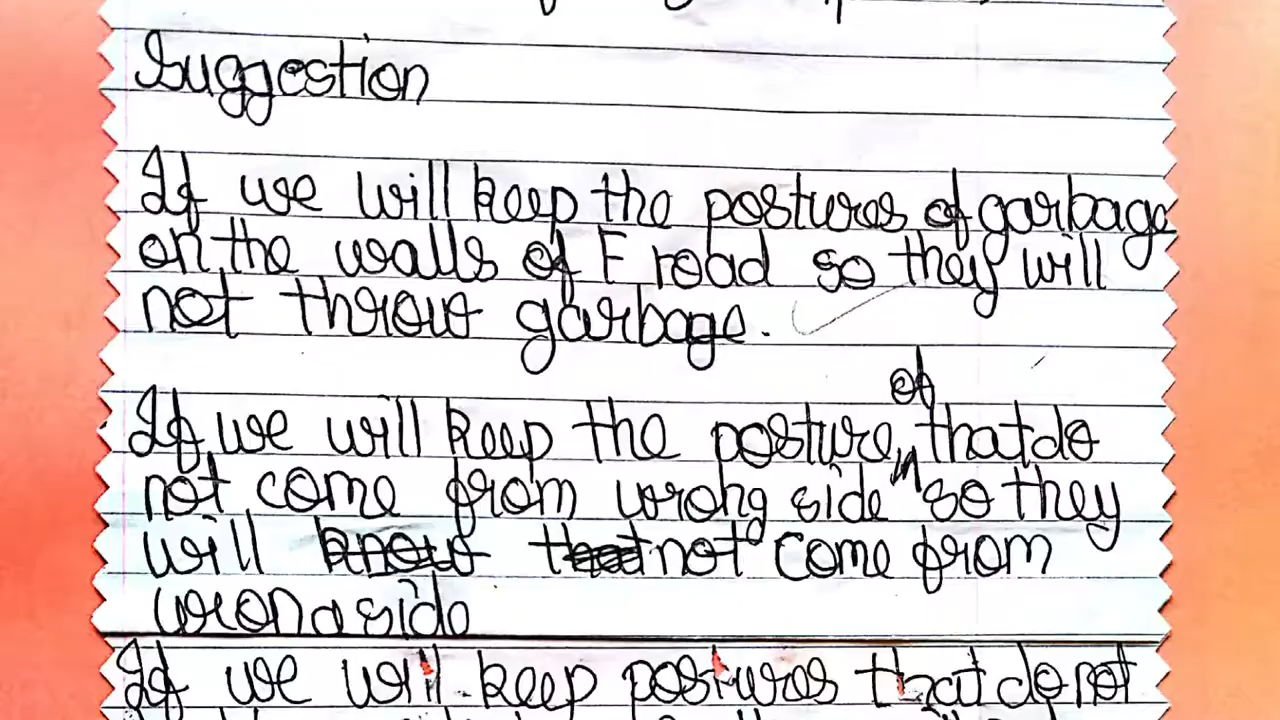 Suggestion
If we will keep the postures of garbage
on the walls of F road so they will
not throw garbage.
of
If we will keep the posture, that do
not come from wrong side " so they
will know that not come from
wrong side
If we will keep postures that do not